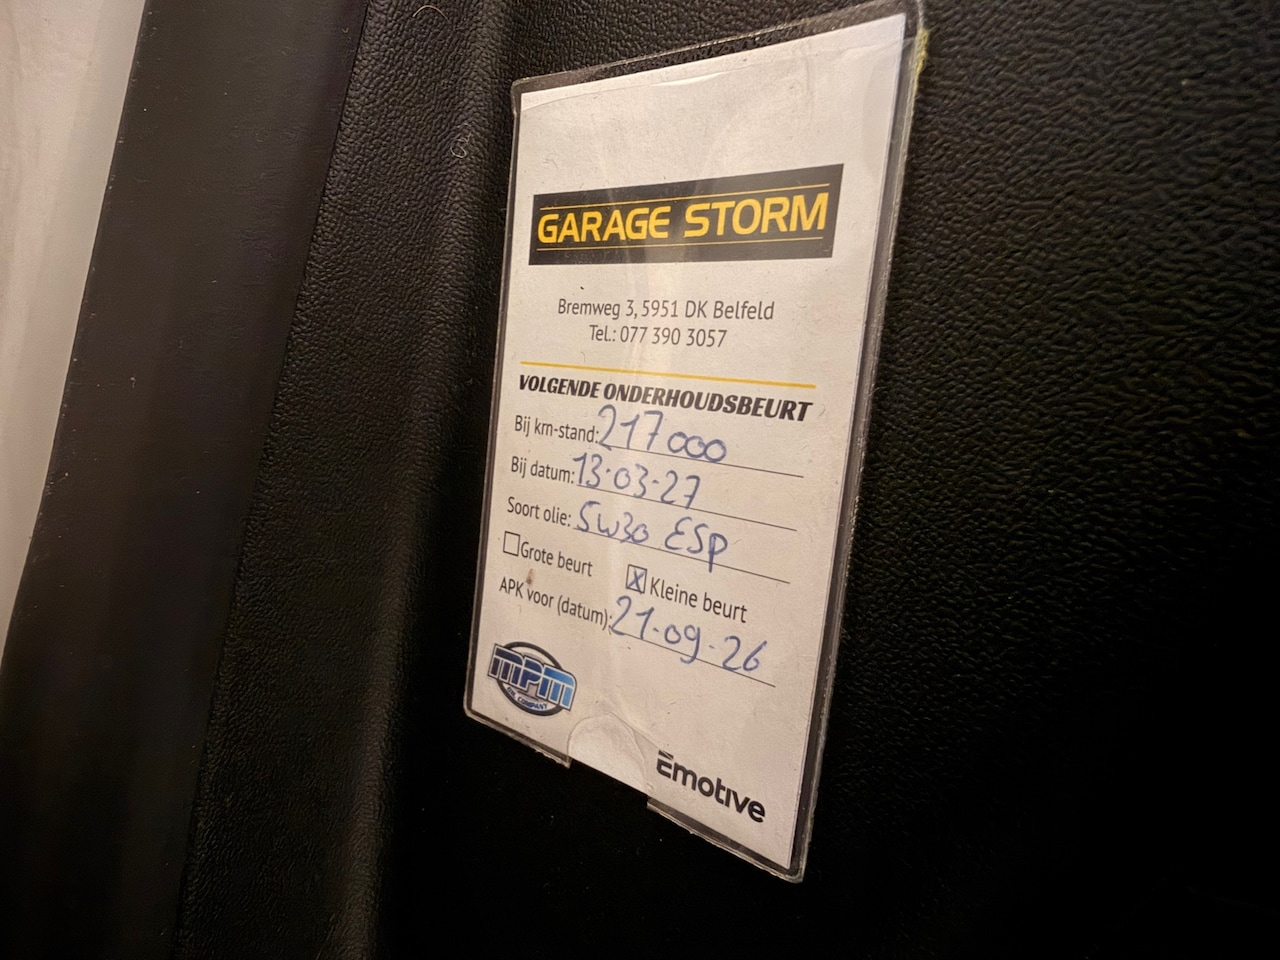 GARAGE STORM
Bremweg 3, 5951 DK Belfeld
Tel.: 077 390 3057
VOLGENDE ONDERHOUDSBEURT
Bij km-stand: 217000
Bij datum: 13-03-27
Soort olie: 5w30 ESP
Grote beurt x Kleine beurt
APK voor (datum): 21-09-26
MPM
OIL COMPANY
Emotive